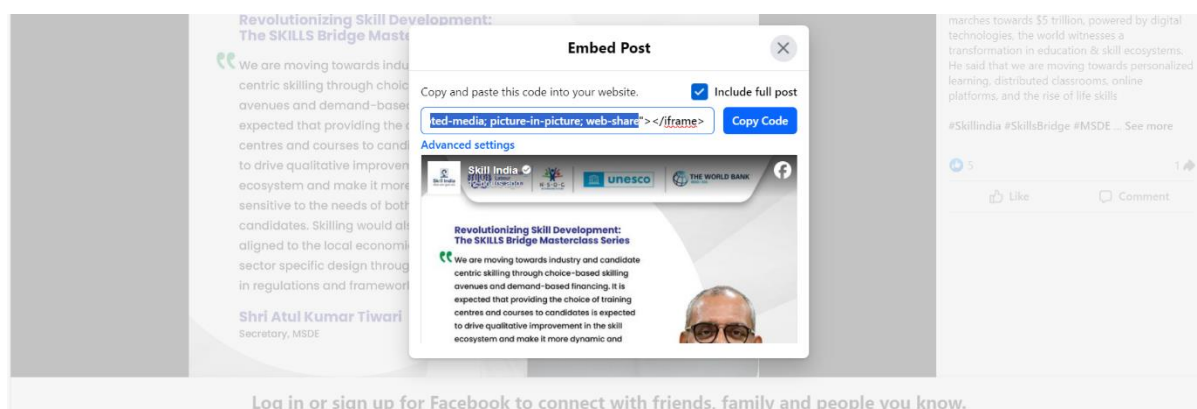 Revolutionizing Skill Development:
The SKILLS Bridge Maste
We are moving towards indu
centric skilling through choic
avenues and demand-based
expected that providing the c
centres and courses to candi
to drive qualitative improvem
ecosystem and make it more
sensitive to the needs of both
candidates. Skilling would als
aligned to the local economi
sector specific design throug
in regulations and framewor
Shri Atul Kumar Tiwari
Secretary, MSDE
Embed Post
Copy and paste this code into your website.
Include full post
ted-media; picture-in-picture; web-share"></iframe>
Copy Code
Advanced settings
Skill India
unesco
THE WORLD BANK
Revolutionizing Skill Development:
The SKILLS Bridge Masterclass Series
We are moving towards industry and candidate
centric skilling through choice-based skilling
avenues and demand-based financing. It is
expected that providing the choice of training
centres and courses to candidates is expected
to drive qualitative improvement in the skill
ecosystem and make it more dynamic and
marches towards $5 trillion, powered by digital
technologies, the world witnesses a
transformation in education & skill ecosystems.
He said that we are moving towards personalized
learning, distributed classrooms, online
platforms, and the rise of life skills
#Skillindia #SkillsBridge #MSDE ... See more
5
1
Like
Comment
Log in or sign up for Facebook to connect with friends, family and people you know.